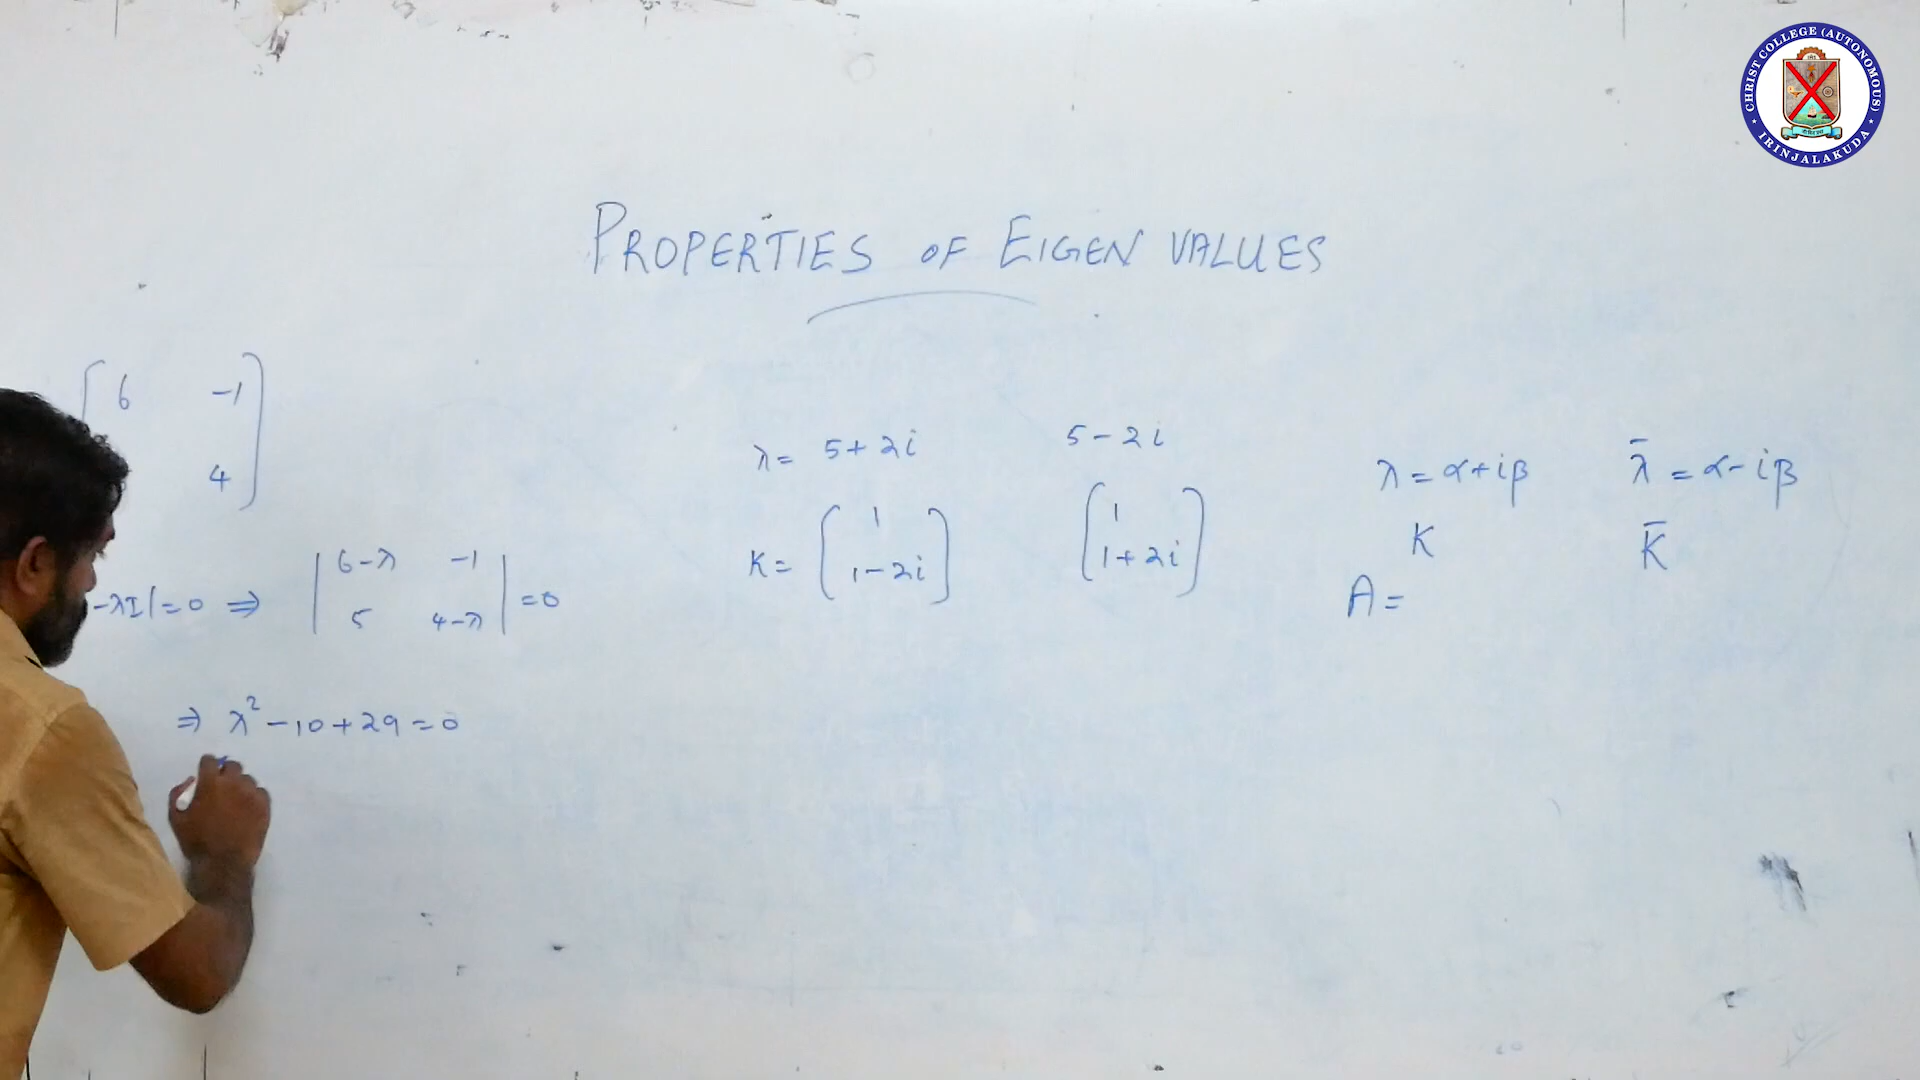 CHRIST COLLEGE (AUTONOMOUS)
IRINJALAKUDA
PROPERTIES OF EIGEN VALUES
6 -1
4
-λI|=0 ⇒ | 6-λ -1 | =0
5 4-λ
⇒ λ²-10+29=0
λ= 5+2i 5-2i
K= ( 1 1-2i ) ( 1 1+2i )
λ=α+iβ λ̄=α-iβ
K K̄
A=